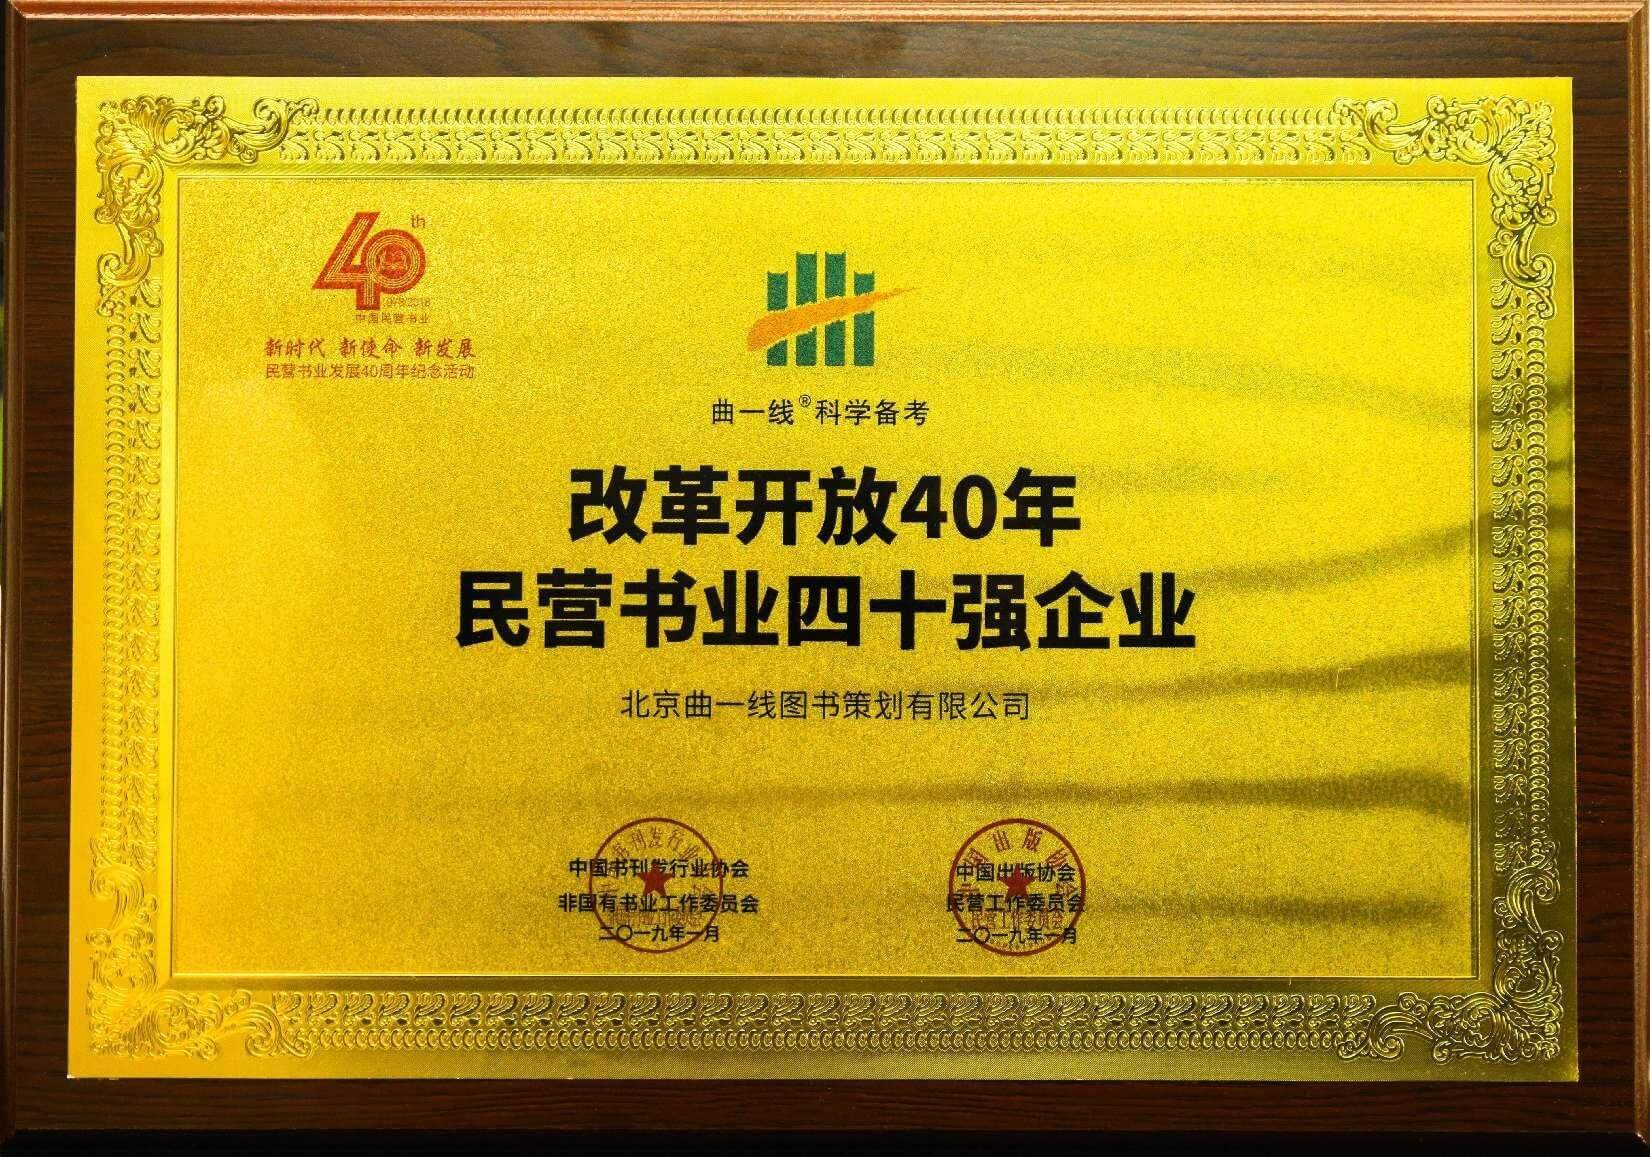 40th
中国民营书业
新时代 新使命 新发展
民营书业发展40周年纪念活动
曲一线®科学备考
改革开放40年
民营书业四十强企业
北京曲一线图书策划有限公司
中国书刊发行业协会
非国有书业工作委员会
二〇一九年一月
中国出版协会
民营工作委员会
二〇一九年一月